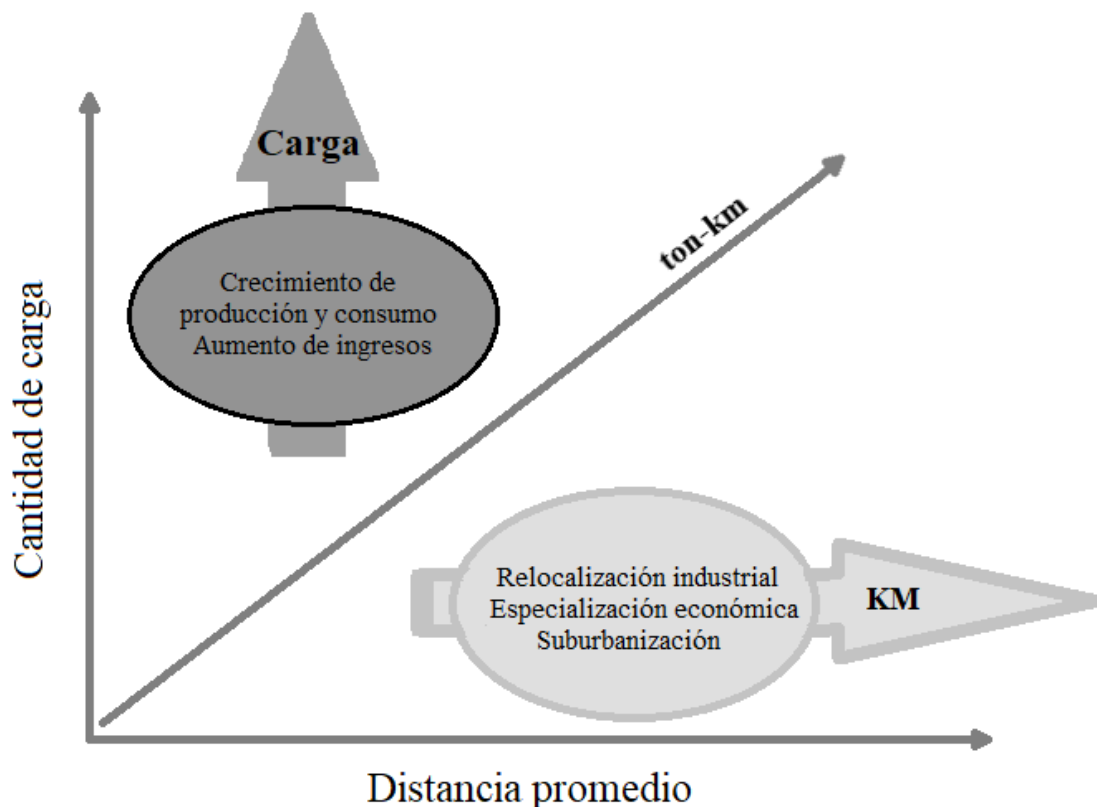 Carga
ton-km
Crecimiento de
producción y consumo
Aumento de ingresos
Cantidad de carga
Relocalización industrial
Especialización económica
Suburbanización
KM
Distancia promedio